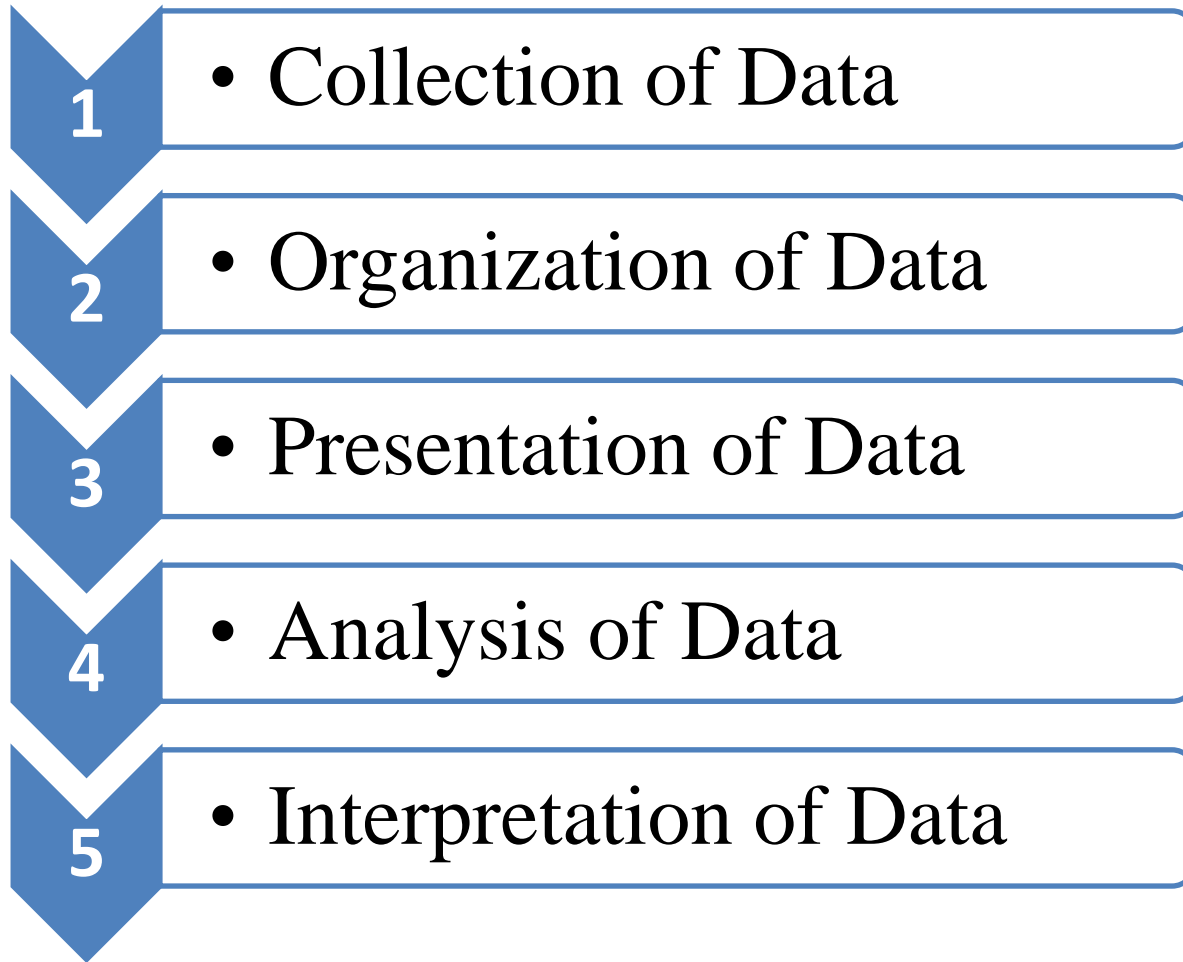 1 • Collection of Data
2 • Organization of Data
3 • Presentation of Data
4 • Analysis of Data
5 • Interpretation of Data